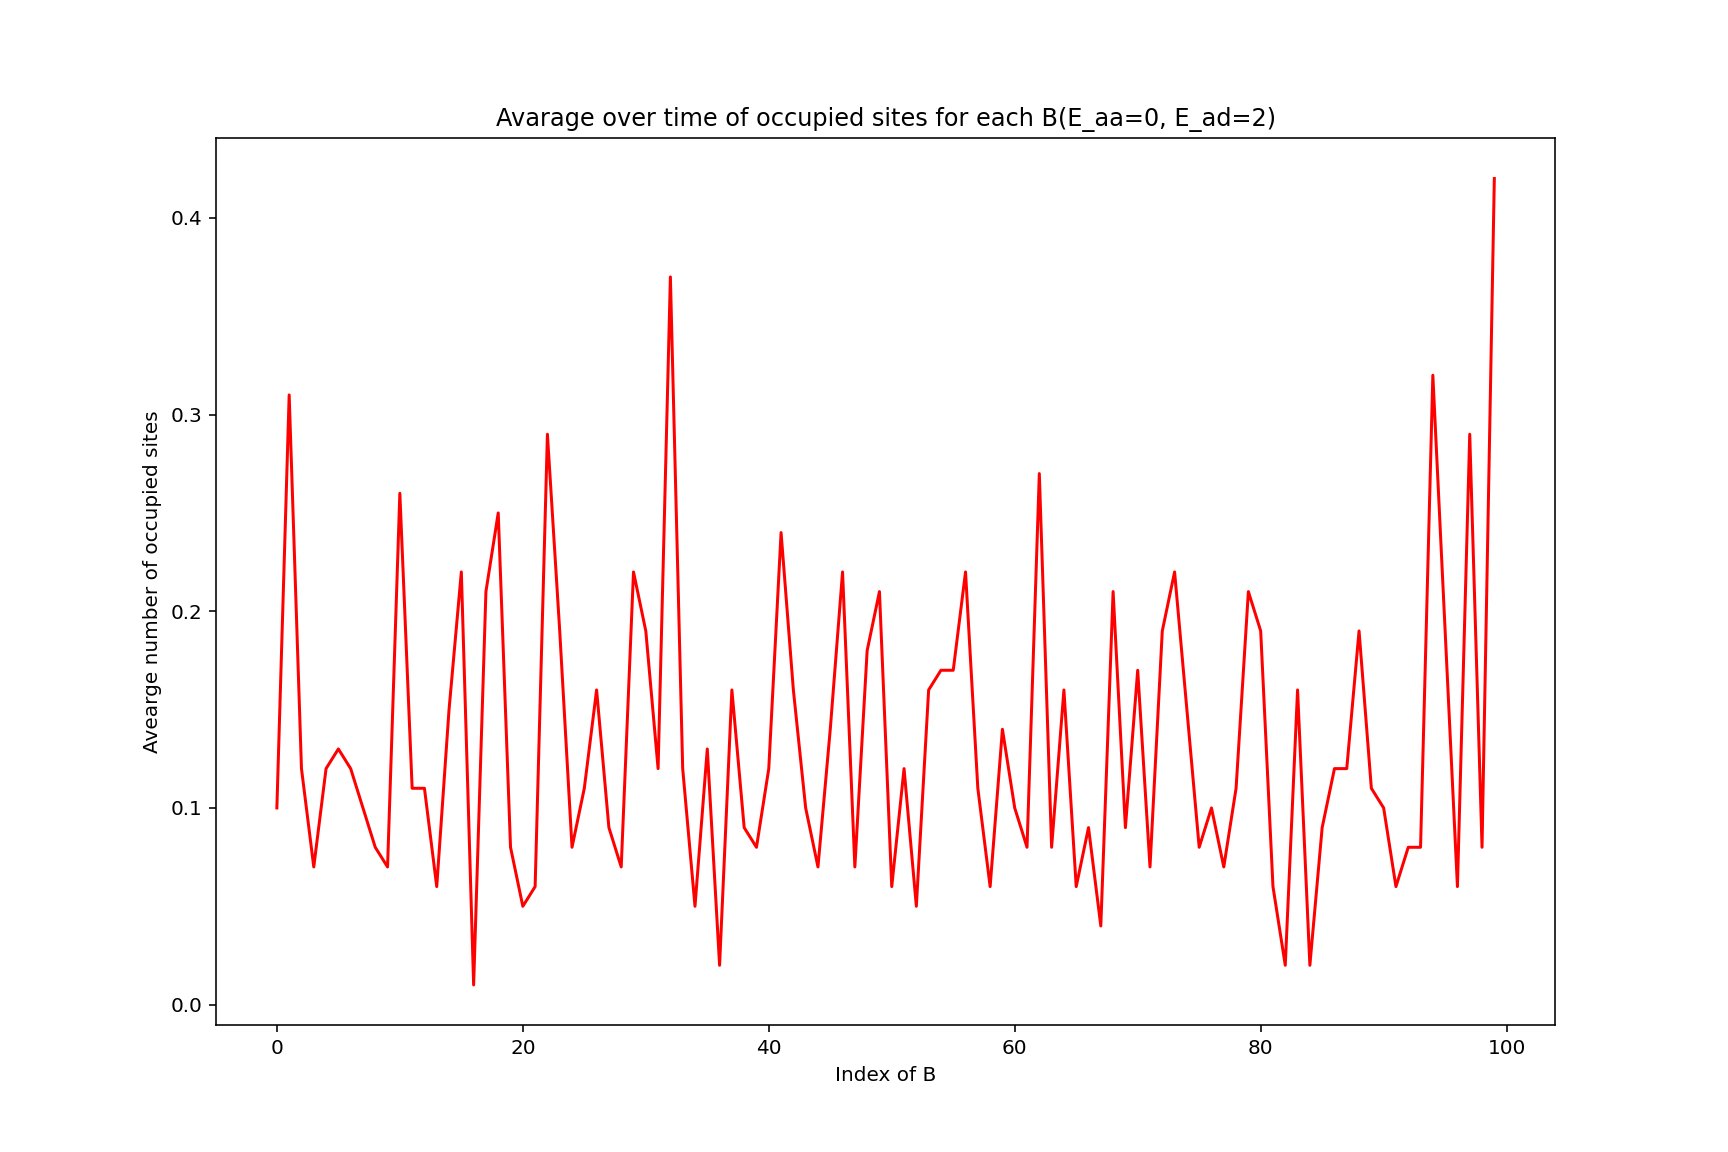 Avarage over time of occupied sites for each B(E_aa=0, E_ad=2)
Avearge number of occupied sites
0.4
0.3
0.2
0.1
0.0
0 20 40 60 80 100
Index of B